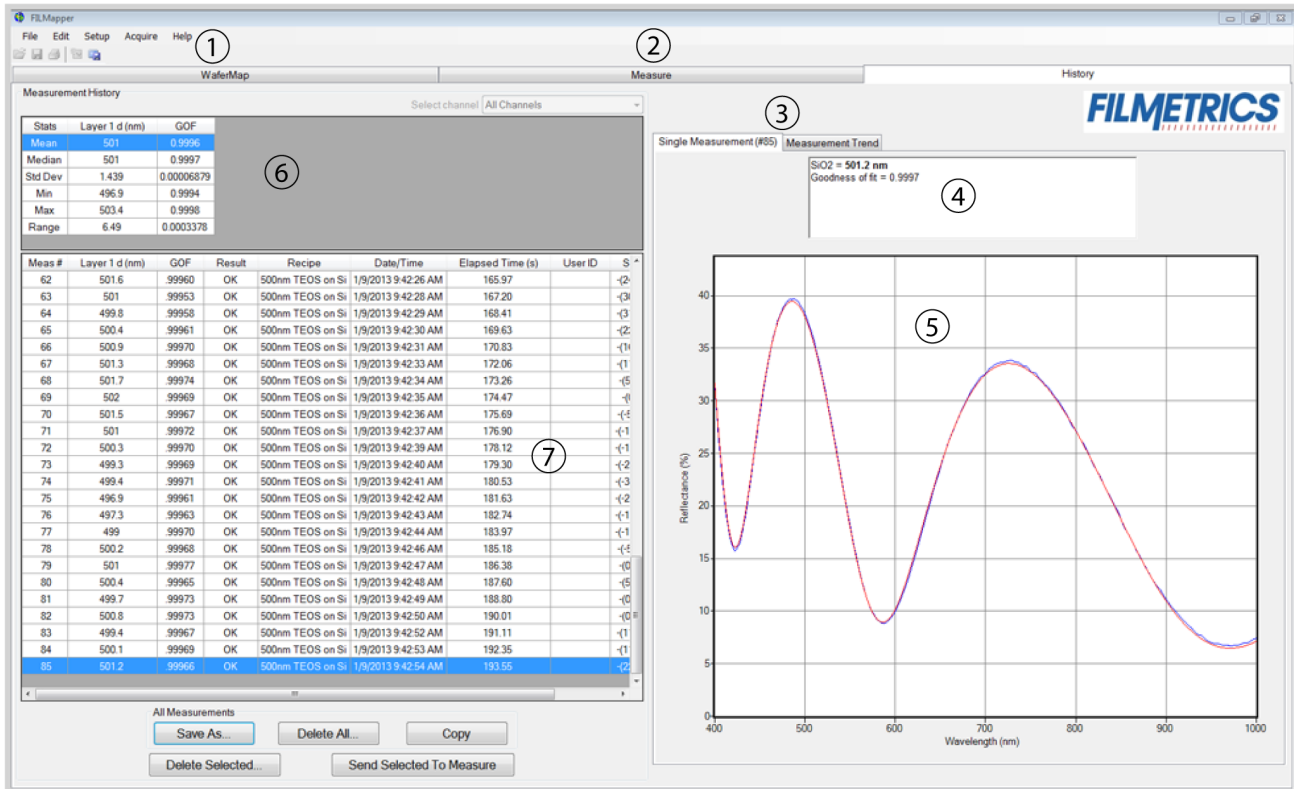 FILMapper
File Edit Setup Acquire Help
1
2
WaferMap Measure History
Measurement History
Select channel All Channels
FILMETRICS
3
Stats Layer 1 d (nm) GOF
Mean 501 0.9996
Median 501 0.9997
Std Dev 1.439 0.00006879
Min 496.9 0.9994
Max 503.4 0.9998
Range 6.49 0.0003378
6
Single Measurement (#85) Measurement Trend
SiO2 = 501.2 nm
Goodness of fit = 0.9997
4
Meas # Layer 1 d (nm) GOF Result Recipe Date/Time Elapsed Time (s) User ID S
62 501.6 .99960 OK 500nm TEOS on Si 1/9/2013 9:42:26 AM 165.97 -(2
63 501 .99953 OK 500nm TEOS on Si 1/9/2013 9:42:28 AM 167.20 -(3
64 499.8 .99958 OK 500nm TEOS on Si 1/9/2013 9:42:29 AM 168.41 -(3
65 500.4 .99961 OK 500nm TEOS on Si 1/9/2013 9:42:30 AM 169.63 -(2
66 500.9 .99970 OK 500nm TEOS on Si 1/9/2013 9:42:31 AM 170.83 -(1
67 501.3 .99968 OK 500nm TEOS on Si 1/9/2013 9:42:33 AM 172.06 -(1
68 501.7 .99974 OK 500nm TEOS on Si 1/9/2013 9:42:34 AM 173.26 -(5
69 502 .99969 OK 500nm TEOS on Si 1/9/2013 9:42:35 AM 174.47 -(
70 501.5 .99967 OK 500nm TEOS on Si 1/9/2013 9:42:36 AM 175.69 -(-5
71 501 .99972 OK 500nm TEOS on Si 1/9/2013 9:42:37 AM 176.90 -(-1
72 500.3 .99970 OK 500nm TEOS on Si 1/9/2013 9:42:39 AM 178.12 -(-1
73 499.3 .99969 OK 500nm TEOS on Si 1/9/2013 9:42:40 AM 179.30 -(-2
74 499.4 .99971 OK 500nm TEOS on Si 1/9/2013 9:42:41 AM 180.53 -(-3
75 496.9 .99961 OK 500nm TEOS on Si 1/9/2013 9:42:42 AM 181.63 -(-2
76 497.3 .99963 OK 500nm TEOS on Si 1/9/2013 9:42:43 AM 182.74 -(-1
77 499 .99970 OK 500nm TEOS on Si 1/9/2013 9:42:44 AM 183.97 -(-1
78 500.2 .99968 OK 500nm TEOS on Si 1/9/2013 9:42:46 AM 185.18 -(-5
79 501 .99977 OK 500nm TEOS on Si 1/9/2013 9:42:47 AM 186.38 -(0
80 500.4 .99965 OK 500nm TEOS on Si 1/9/2013 9:42:48 AM 187.60 -(5
81 499.7 .99973 OK 500nm TEOS on Si 1/9/2013 9:42:49 AM 188.80 -(0
82 500.8 .99973 OK 500nm TEOS on Si 1/9/2013 9:42:50 AM 190.01 -(0
83 499.4 .99967 OK 500nm TEOS on Si 1/9/2013 9:42:52 AM 191.11 -(1
84 500.1 .99969 OK 500nm TEOS on Si 1/9/2013 9:42:53 AM 192.35 -(1
85 501.2 .99966 OK 500nm TEOS on Si 1/9/2013 9:42:54 AM 193.55 -(2
7
All Measurements
Save As... Delete All... Copy
Delete Selected... Send Selected To Measure
5
Reflectance (%)
40
35
30
25
20
15
10
5
0
400 500 600 700 800 900 1000
Wavelength (nm)